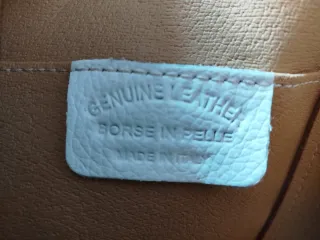 GENUINE LEATHER
BORSE IN PELLE
MADE IN ITALY